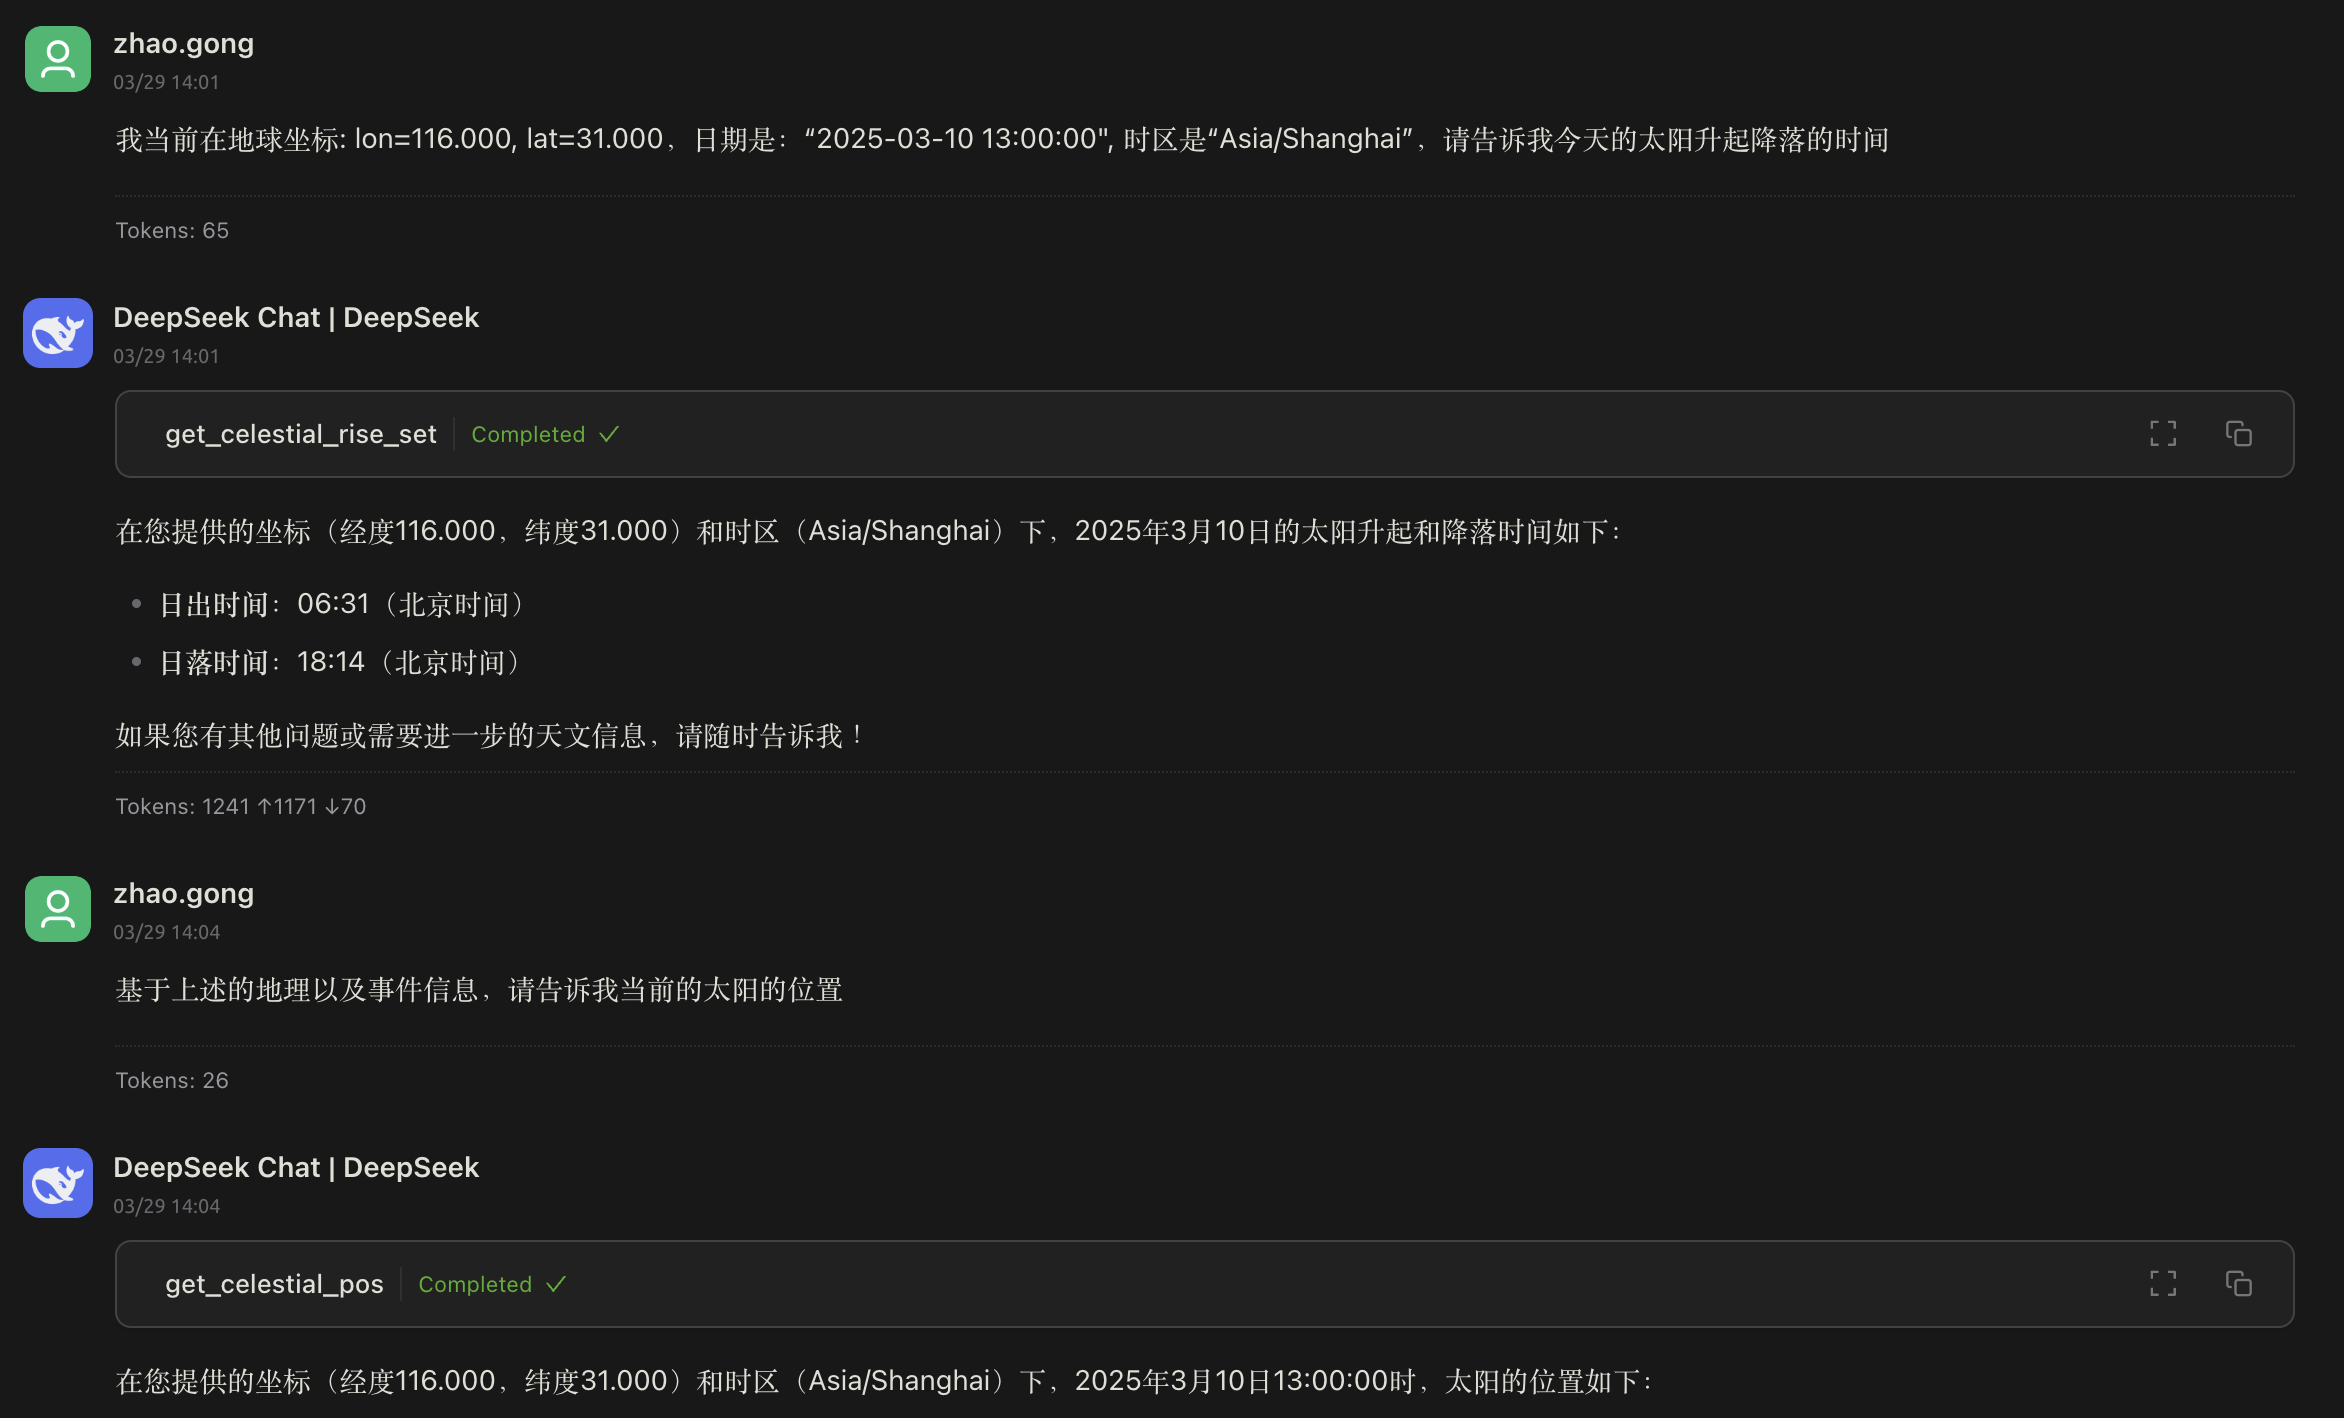 zhao.gong
03/29 14:01
我当前在地球坐标: lon=116.000, lat=31.000，日期是：“2025-03-10 13:00:00", 时区是“Asia/Shanghai”，请告诉我今天的太阳升起降落的时间
Tokens: 65
DeepSeek Chat | DeepSeek
03/29 14:01
get_celestial_rise_set Completed ✓
在您提供的坐标（经度116.000，纬度31.000）和时区（Asia/Shanghai）下，2025年3月10日的太阳升起和降落时间如下：
• 日出时间：06:31（北京时间）
• 日落时间：18:14（北京时间）
如果您有其他问题或需要进一步的天文信息，请随时告诉我！
Tokens: 1241 ↑1171 ↓70
zhao.gong
03/29 14:04
基于上述的地理以及事件信息，请告诉我当前的太阳的位置
Tokens: 26
DeepSeek Chat | DeepSeek
03/29 14:04
get_celestial_pos Completed ✓
在您提供的坐标（经度116.000，纬度31.000）和时区（Asia/Shanghai）下，2025年3月10日13:00:00时，太阳的位置如下：